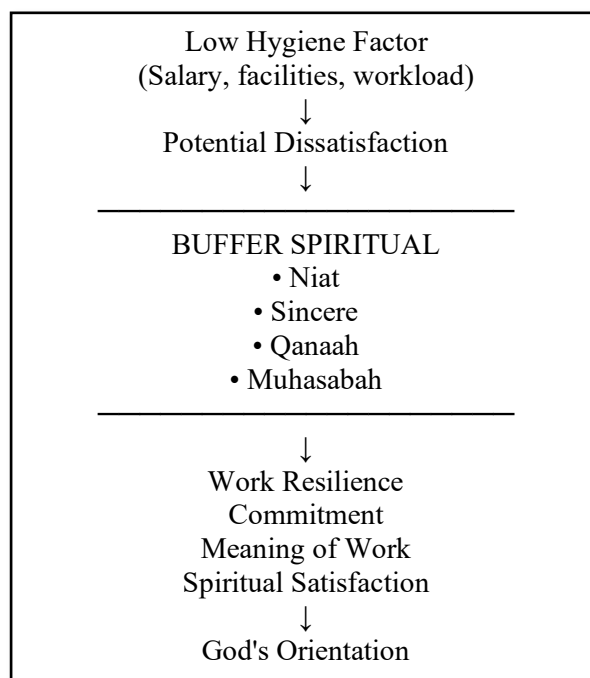 Low Hygiene Factor
(Salary, facilities, workload)
↓
Potential Dissatisfaction
↓
BUFFER SPIRITUAL
• Niat
• Sincere
• Qanaah
• Muhasabah
↓
Work Resilience
Commitment
Meaning of Work
Spiritual Satisfaction
↓
God's Orientation